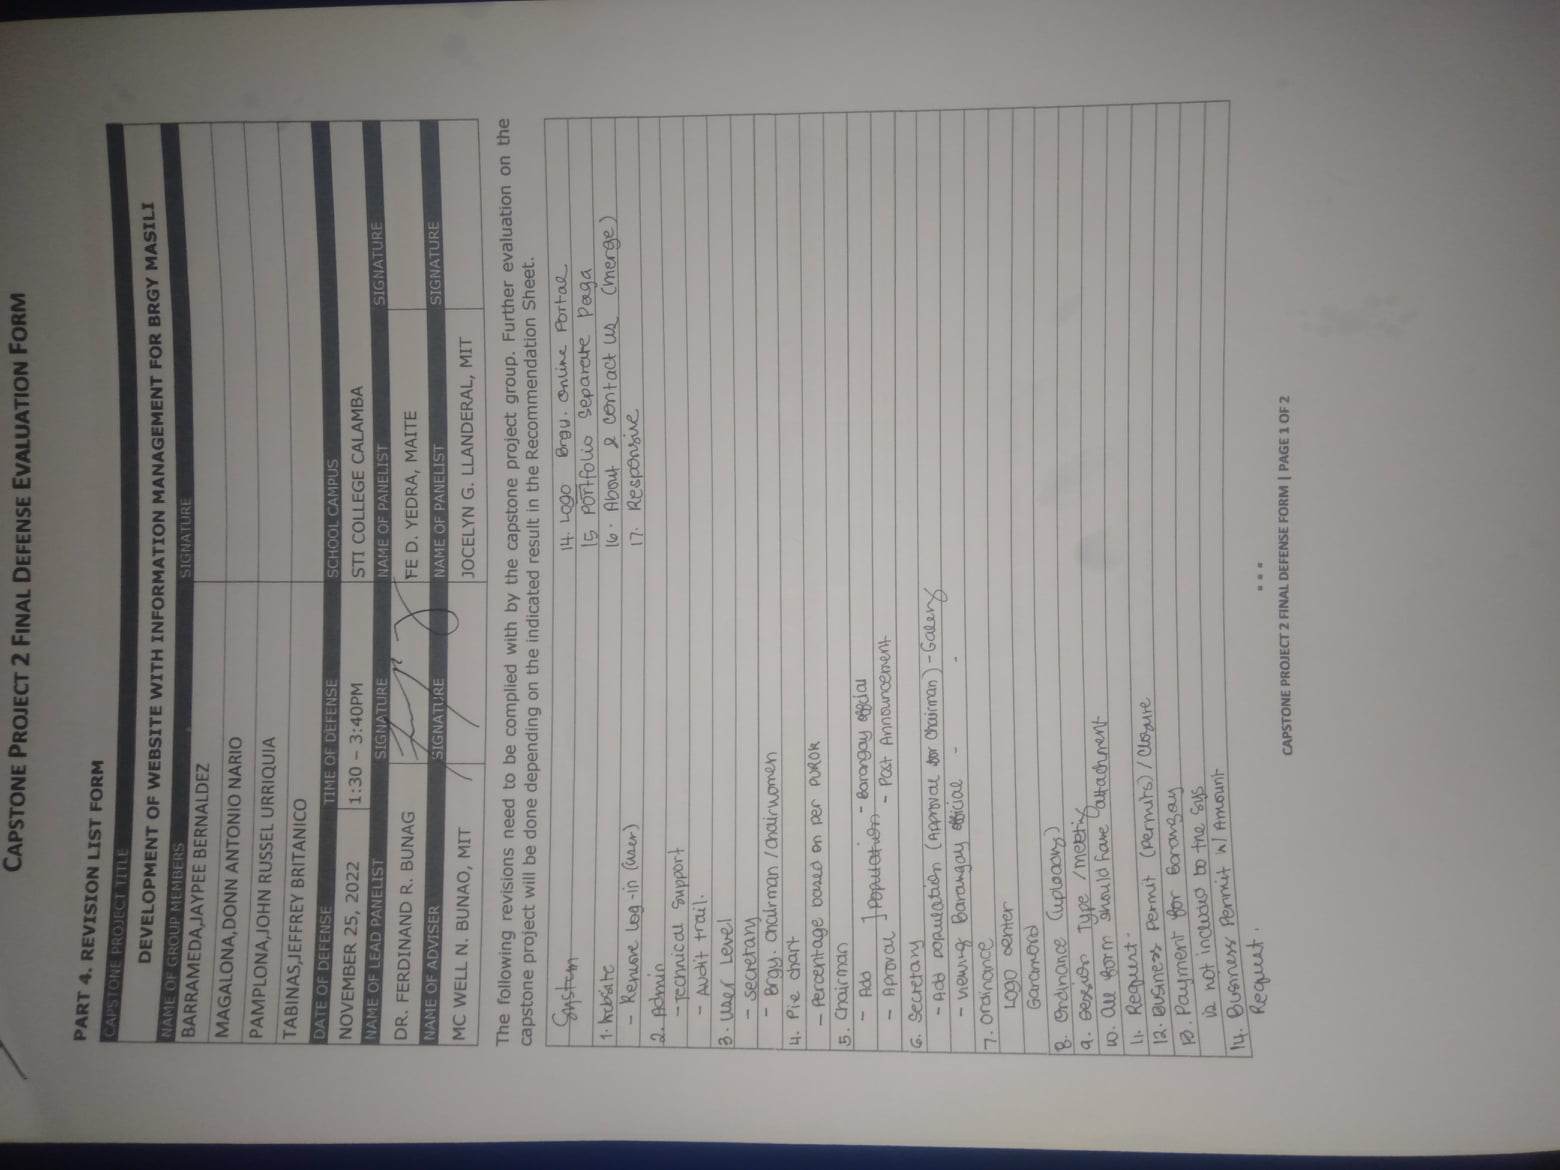 CAPSTONE PROJECT 2 FINAL DEFENSE EVALUATION FORM
PART 4. REVISION LIST FORM
CAPSTONE PROJECT TITLE
DEVELOPMENT OF WEBSITE WITH INFORMATION MANAGEMENT FOR BRGY MASILI
NAME OF GROUP MEMBERS SIGNATURE
BARRAMEDA,JAYPEE BERNALDEZ
MAGALONA,DONN ANTONIO NARIO
PAMPLONA,JOHN RUSSEL URRIQUIA
TABINAS,JEFFREY BRITANICO
DATE OF DEFENSE TIME OF DEFENSE SCHOOL CAMPUS
NOVEMBER 25, 2022 1:30 – 3:40PM STI COLLEGE CALAMBA
NAME OF LEAD PANELIST SIGNATURE NAME OF PANELIST SIGNATURE
DR. FERDINAND R. BUNAG FE D. YEDRA, MAITE
NAME OF ADVISER SIGNATURE NAME OF PANELIST SIGNATURE
MC WELL N. BUNAO, MIT JOCELYN G. LLANDERAL, MIT
The following revisions need to be complied with by the capstone project group. Further evaluation on the
capstone project will be done depending on the indicated result in the Recommendation Sheet.
System
1. Website
- Remove Log-in (user)
2. Admin
- Technical Support
- Audit trail.
3. User Level
- Secretary
- Brgy. chairman / chairwomen
4. Pie chart
- Percentage based on per PUROK
5. Chairman
- Add ] Population - Barangay official
- Aproval - Post Announcement
6. Secretary
- Add population (Approval for Chairman) - Galery
- viewing Barangay official - - -
7. Ordinance
Logo center
Garamond
8. Ordinance (uploading)
9. Session Type / meeting
10. All form should have attachment
11. Request.
12. Business Permit (Permits) / Closure
13. Payment for Barangay
is not include to the sys
14. Business Permit w/ Amount
Request.
14. Logo Brgy. Online Portal
15 Portfolio Separate Page
16. About & Contact us (merge)
17. Responsive
CAPSTONE PROJECT 2 FINAL DEFENSE FORM | PAGE 1 OF 2